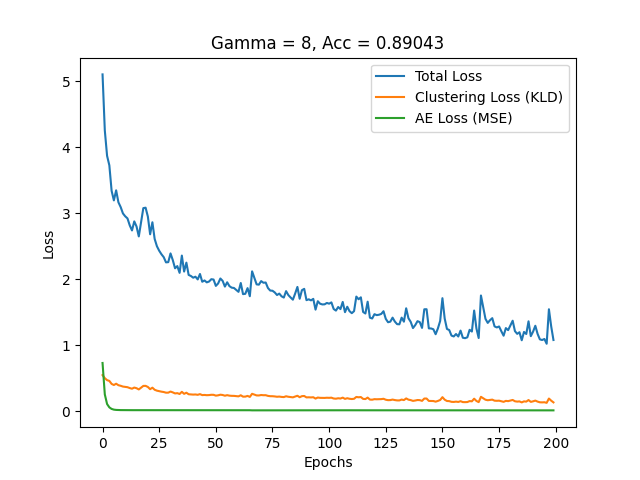 Gamma = 8, Acc = 0.89043
Total Loss
Clustering Loss (KLD)
AE Loss (MSE)
Loss
5
4
3
2
1
0
0 25 50 75 100 125 150 175 200
Epochs